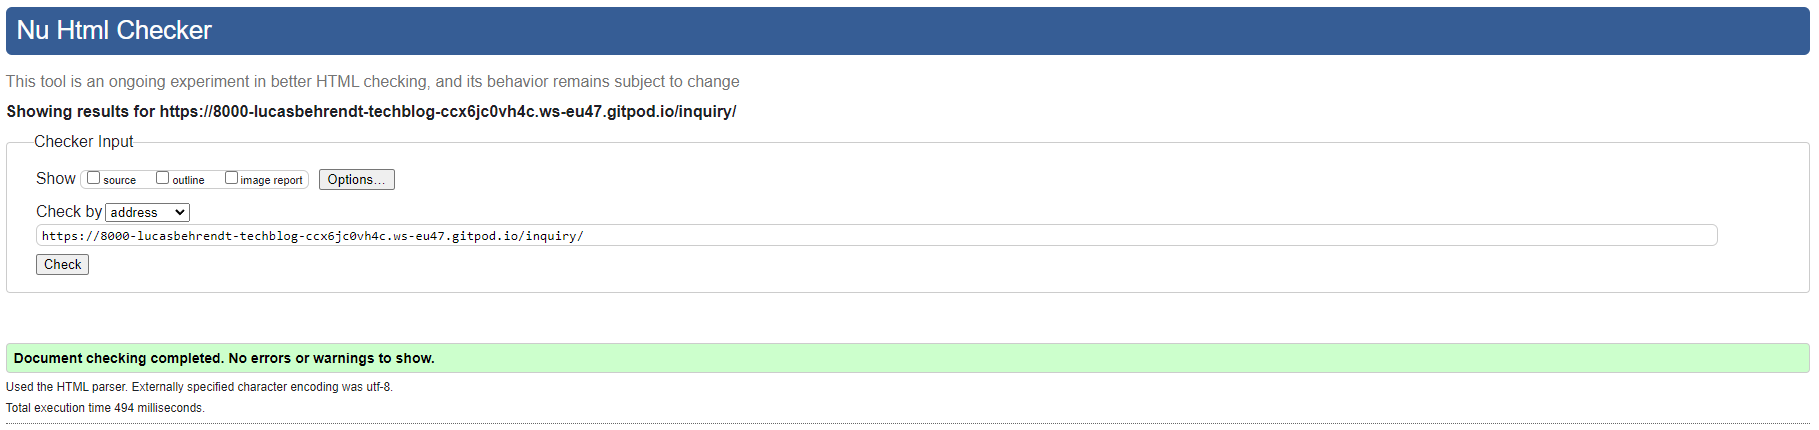 Nu Html Checker
This tool is an ongoing experiment in better HTML checking, and its behavior remains subject to change
Showing results for https://8000-lucasbehrendt-techblog-ccx6jc0vh4c.ws-eu47.gitpod.io/inquiry/
Checker Input
Show source outline image report Options...
Check by address
https://8000-lucasbehrendt-techblog-ccx6jc0vh4c.ws-eu47.gitpod.io/inquiry/
Check
Document checking completed. No errors or warnings to show.
Used the HTML parser. Externally specified character encoding was utf-8.
Total execution time 494 milliseconds.